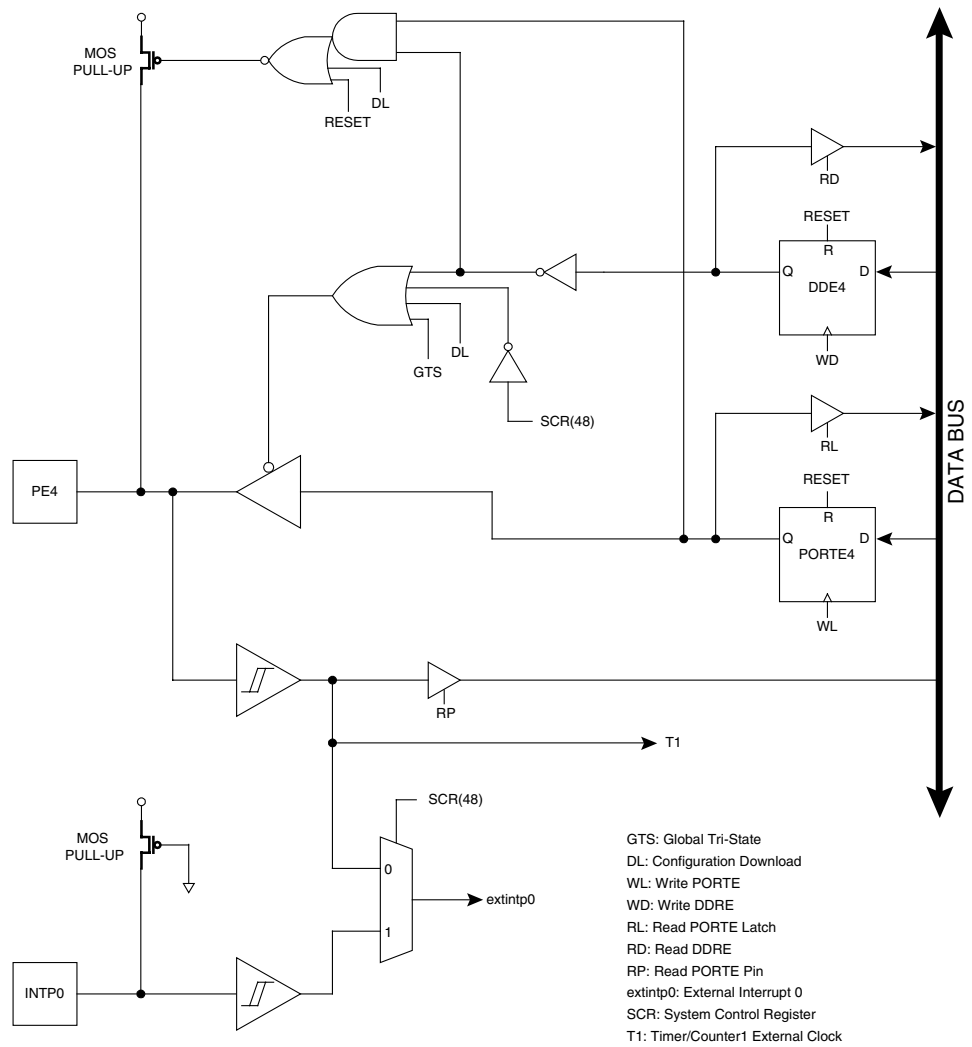 MOS
PULL-UP
DL
RESET
RD
RESET
R
Q
D
DDE4
WD
DL
GTS
SCR(48)
RL
DATA BUS
PE4
RESET
R
Q
D
PORTE4
WL
RP
T1
SCR(48)
MOS
PULL-UP
0
extintp0
1
INTP0
GTS: Global Tri-State
DL: Configuration Download
WL: Write PORTE
WD: Write DDRE
RL: Read PORTE Latch
RD: Read DDRE
RP: Read PORTE Pin
extintp0: External Interrupt 0
SCR: System Control Register
T1: Timer/Counter1 External Clock